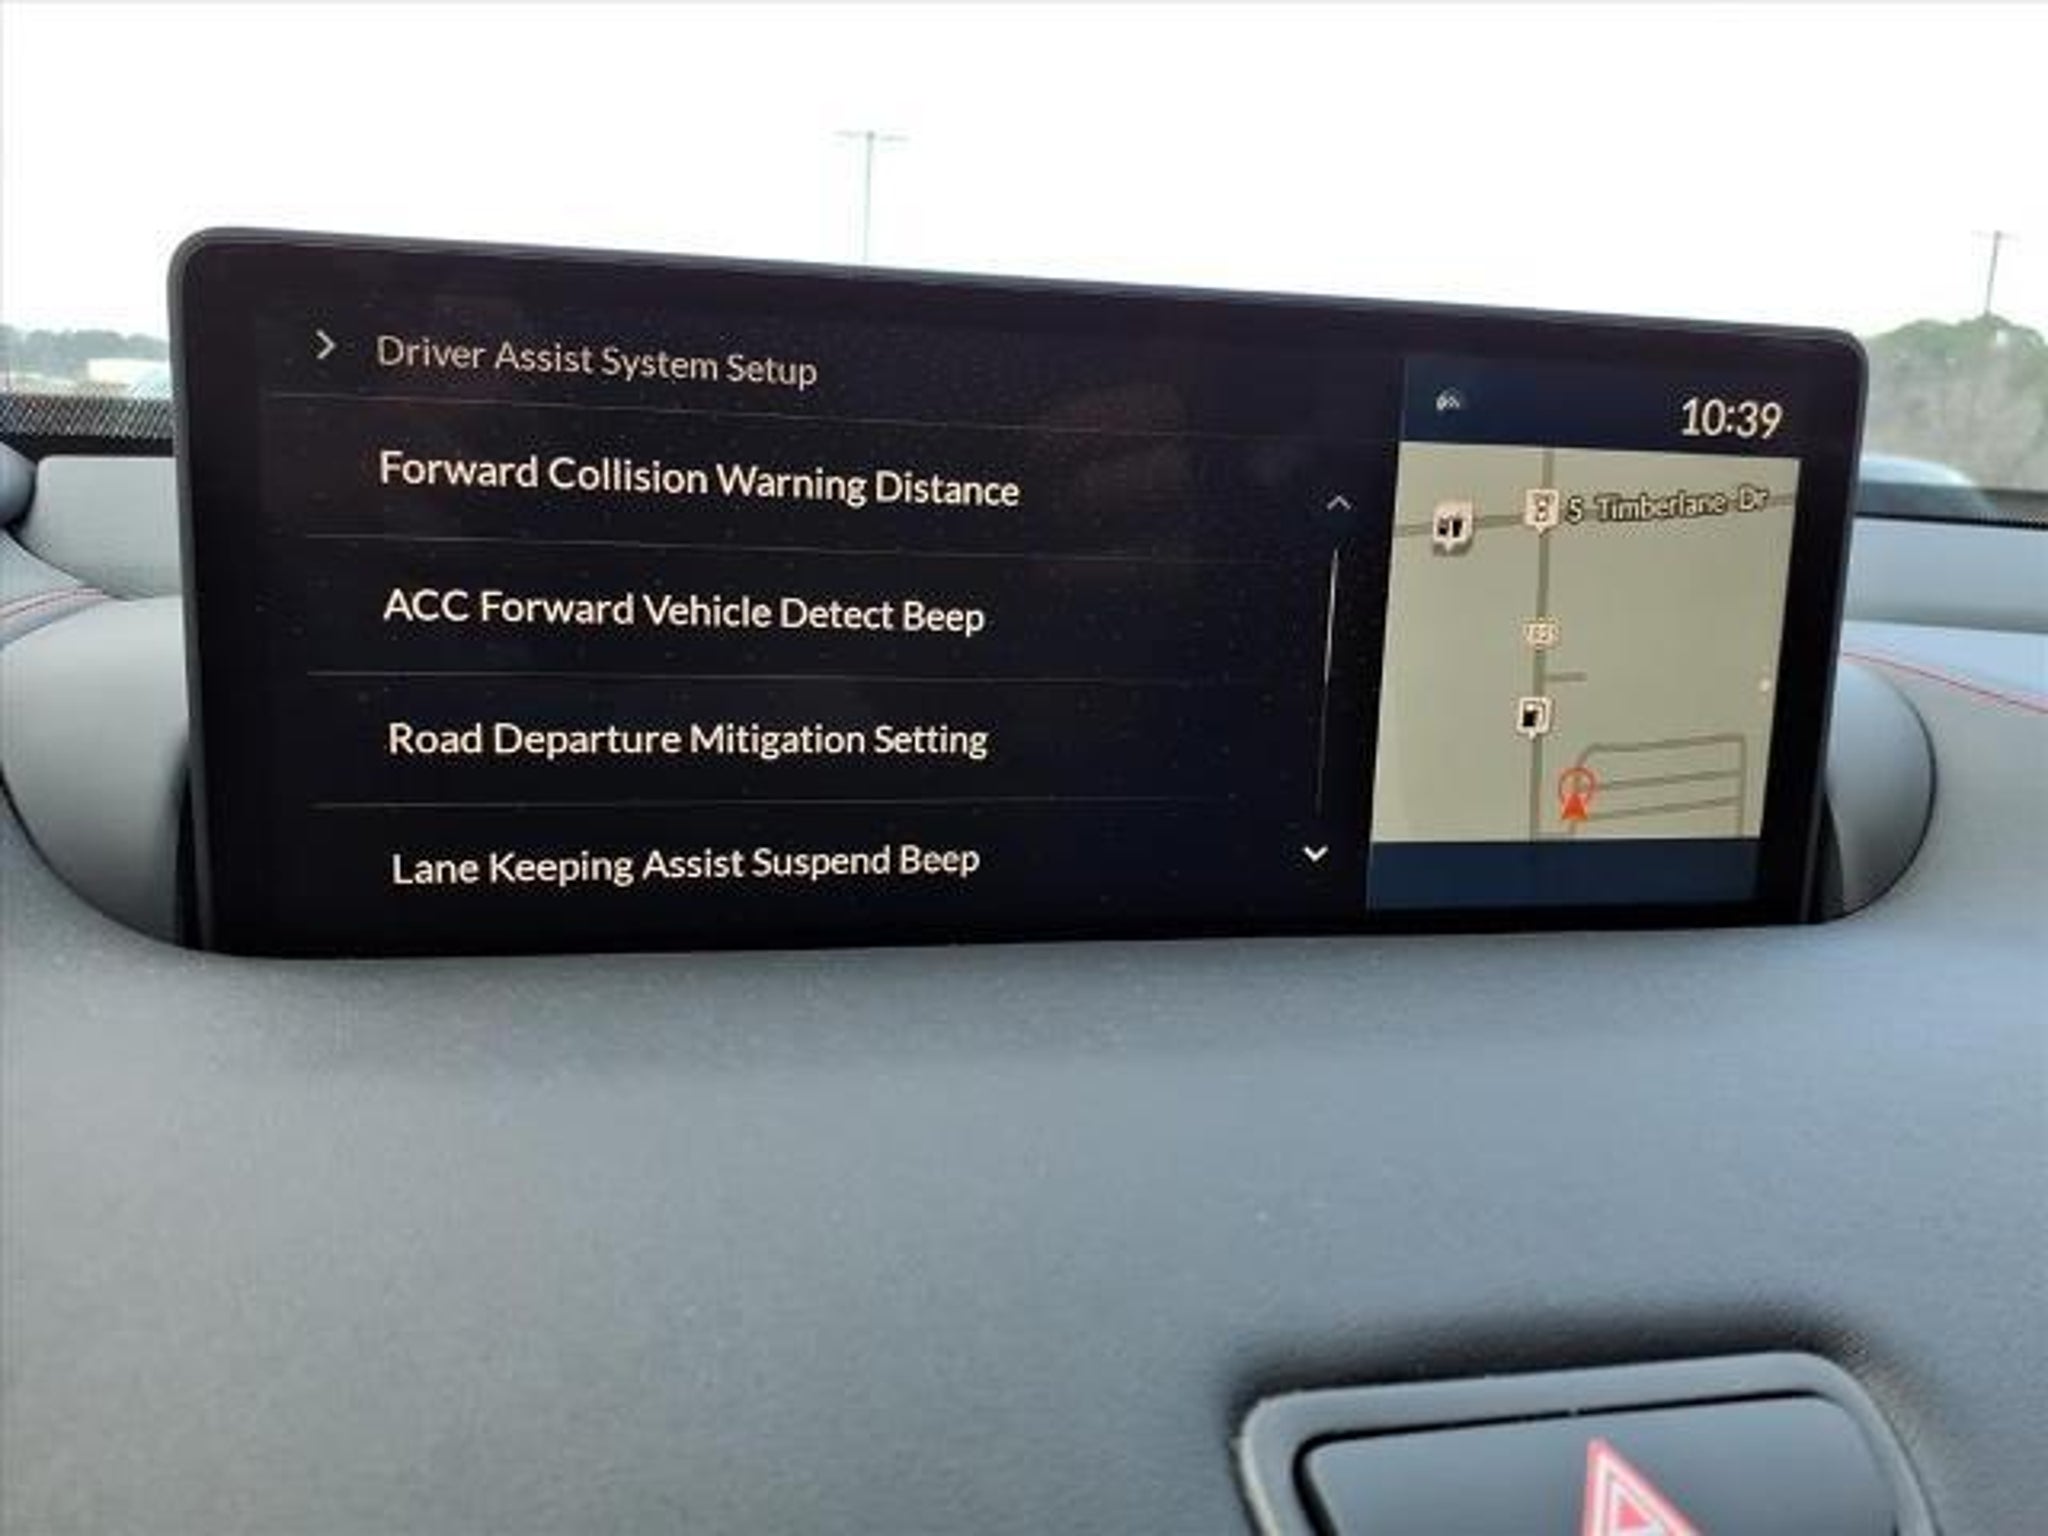 Driver Assist System Setup
Forward Collision Warning Distance
ACC Forward Vehicle Detect Beep
Road Departure Mitigation Setting
Lane Keeping Assist Suspend Beep
10:39
S Timberlane Dr